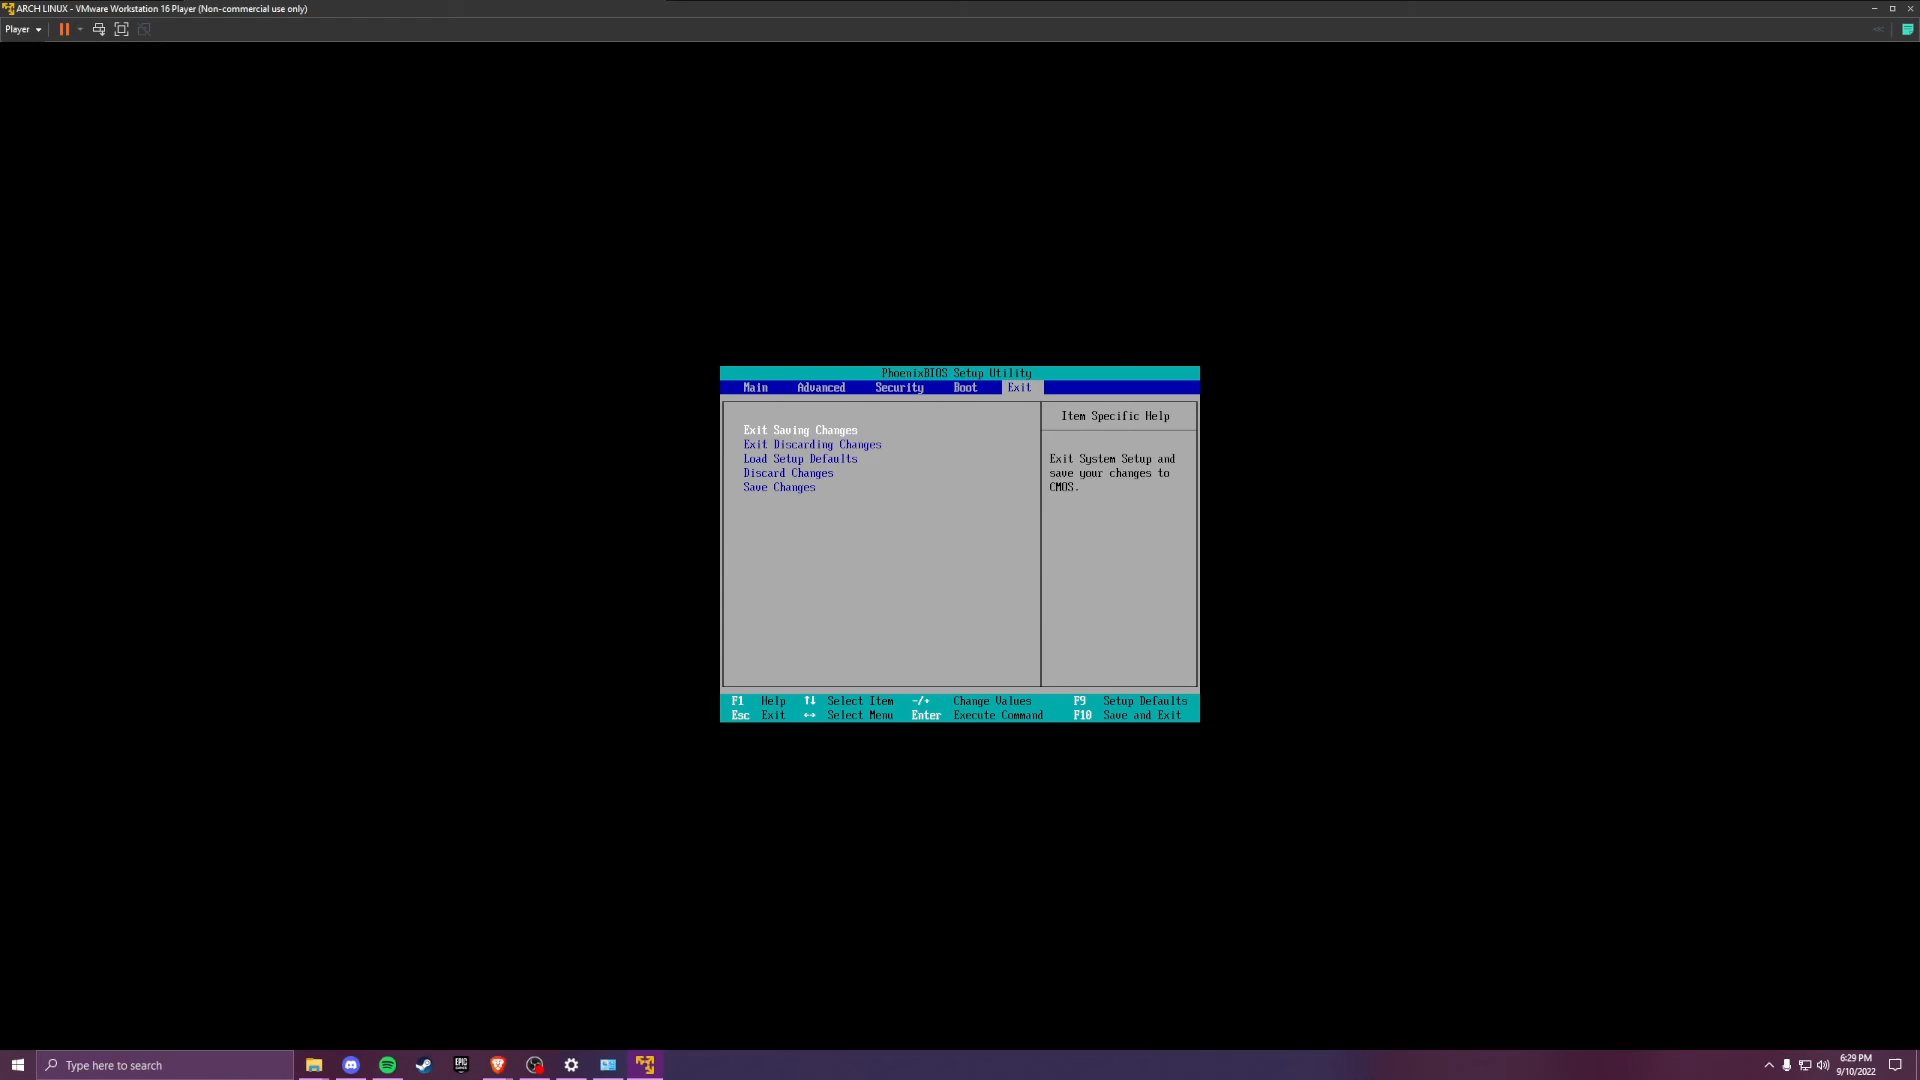 ARCH LINUX - VMware Workstation 16 Player (Non-commercial use only)
Player
PhoenixBIOS Setup Utility
Main Advanced Security Boot Exit
Item Specific Help
Exit Saving Changes
Exit Discarding Changes
Load Setup Defaults
Discard Changes
Save Changes
Exit System Setup and
save your changes to
CMOS.
F1 Help ↑↓ Select Item -/+ Change Values F9 Setup Defaults
Esc Exit ↔ Select Menu Enter Execute Command F10 Save and Exit
Type here to search
EPIC
GAMES
6:29 PM
9/10/2022